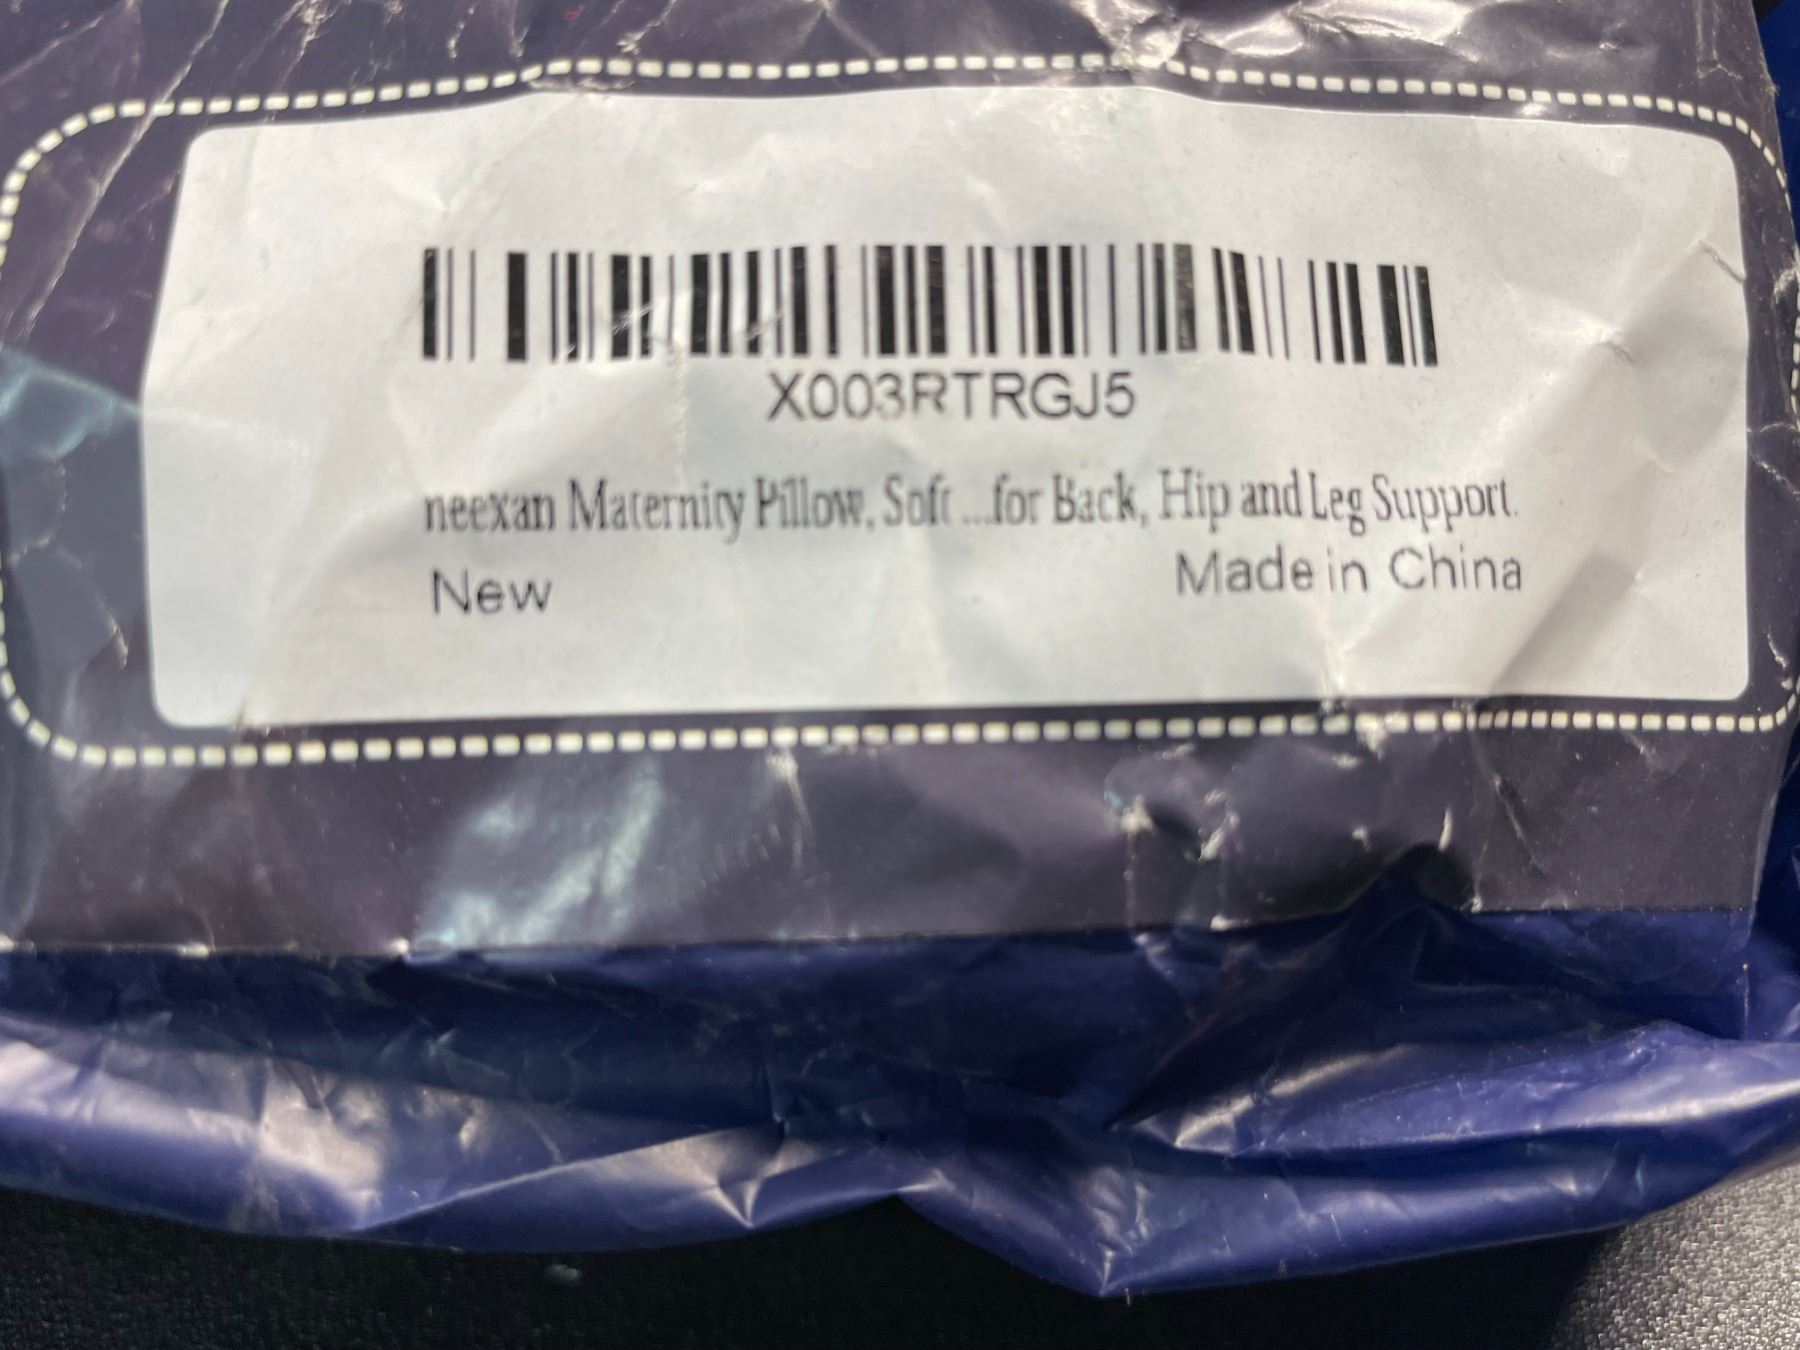 X003RTRGJ5
neexan Maternity Pillow, Soft ...for Back, Hip and Leg Support.
New
Made in China